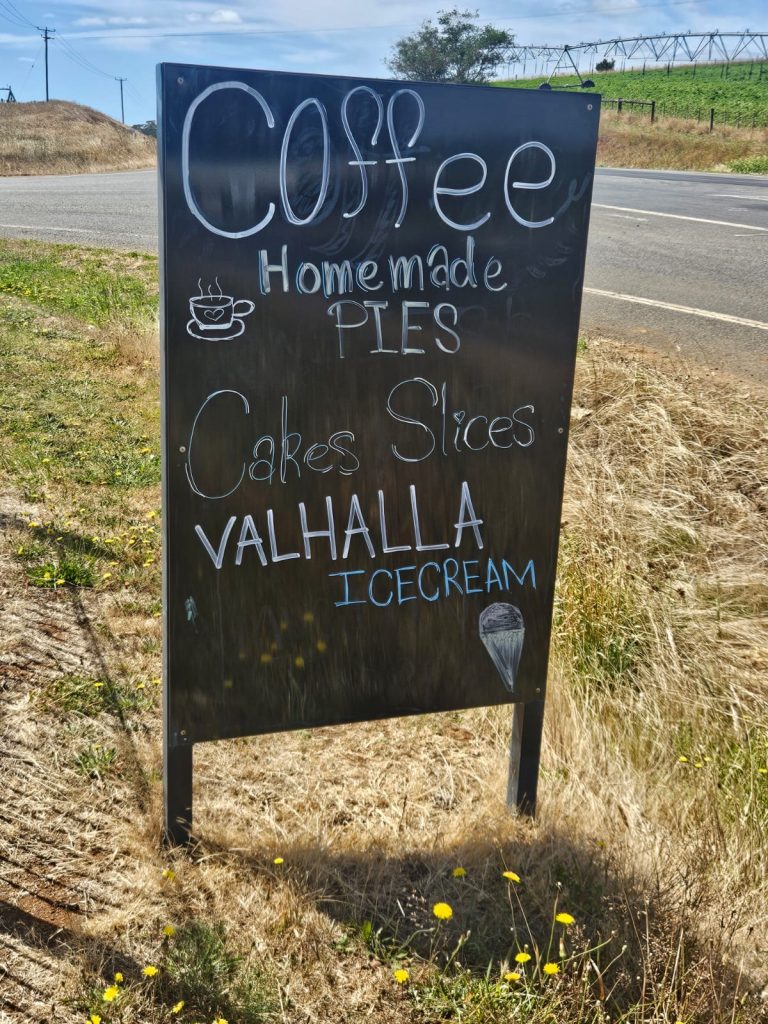 Coffee
Homemade
PIES
Cakes Slices
VALHALLA
ICECREAM